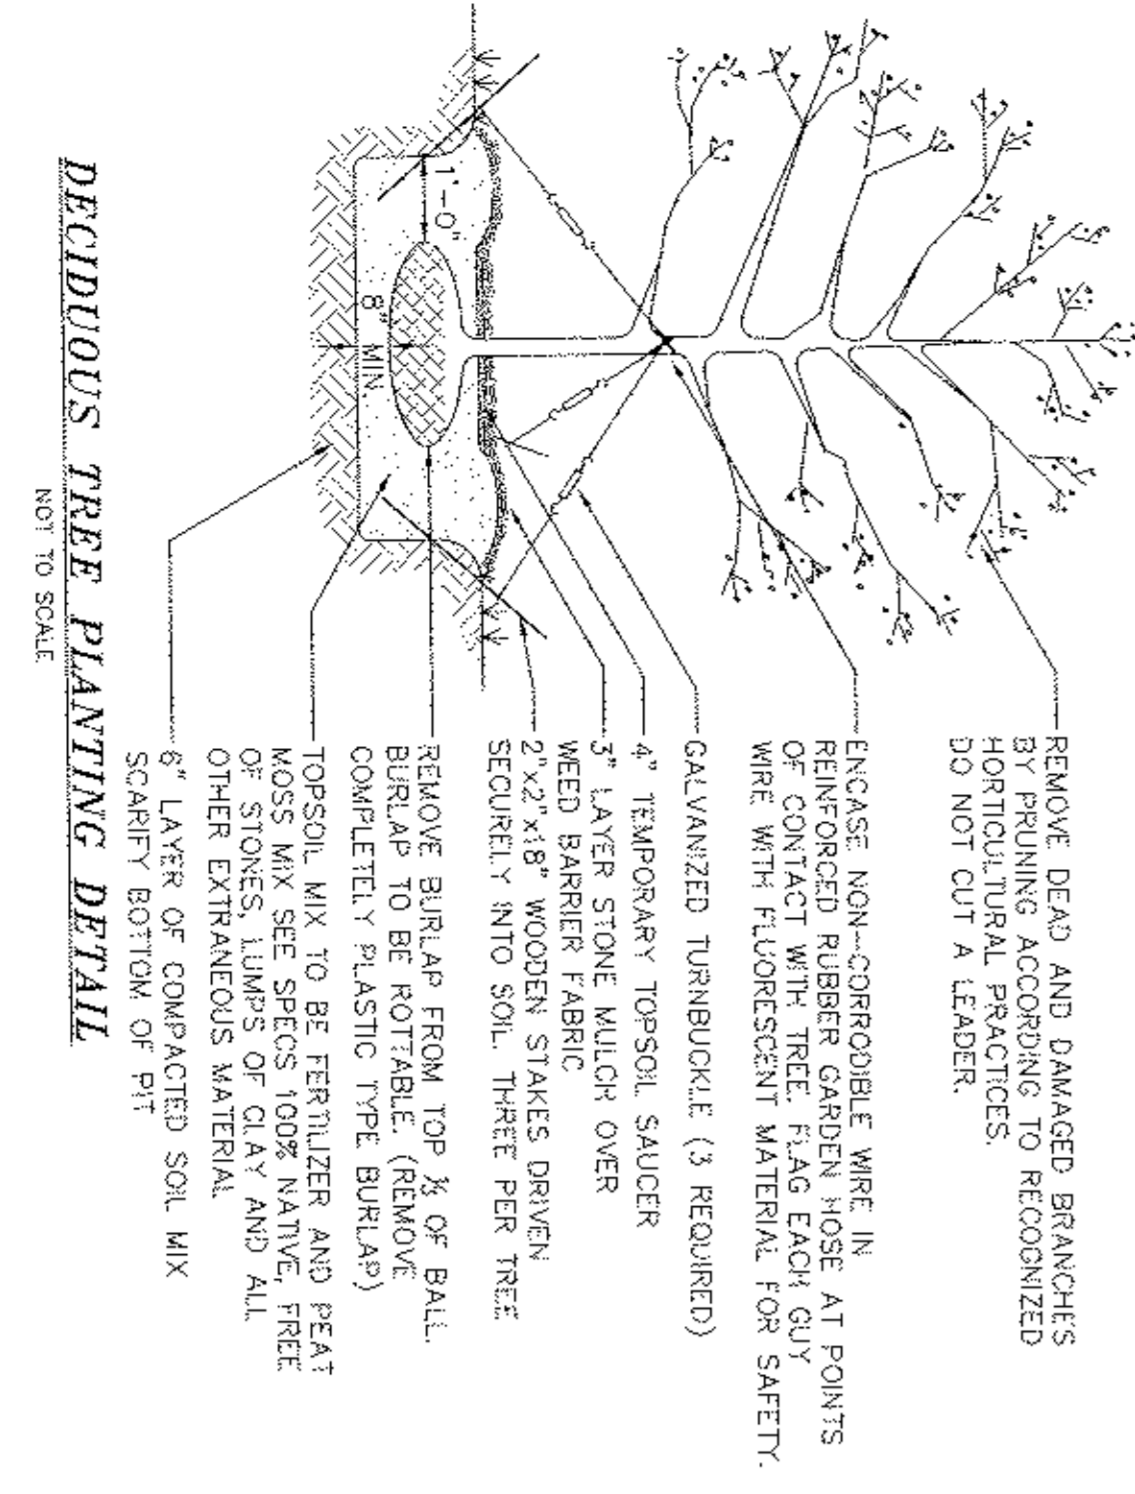 REMOVE DEAD AND DAMAGED BRANCHES
BY PRUNING ACCORDING TO RECOGNIZED
HORTICULTURAL PRACTICES.
DO NOT CUT A LEADER.
ENCASE NON-CORRODIBLE WIRE IN
REINFORCED RUBBER GARDEN HOSE AT POINTS
OF CONTACT WITH TREE. FLAG EACH GUY
WIRE WITH FLUORESCENT MATERIAL FOR SAFETY.
GALVANIZED TURNBUCKLE (3 REQUIRED)
4" TEMPORARY TOPSOIL SAUCER
3" LAYER STONE MULCH OVER
WEED BARRIER FABRIC
2"x2"x18" WOODEN STAKES DRIVEN
SECURELY INTO SOIL. THREE PER TREE
REMOVE BURLAP FROM TOP ⅓ OF BALL.
BURLAP TO BE ROTTABLE. (REMOVE
COMPLETELY PLASTIC TYPE BURLAP)
TOPSOIL MIX TO BE FERTILIZER AND PEAT
MOSS MIX SEE SPECS 100% NATIVE, FREE
OF STONES, LUMPS OF CLAY AND ALL
OTHER EXTRANEOUS MATERIAL
6" LAYER OF COMPACTED SOIL MIX
SCARIFY BOTTOM OF PIT
1'-0"
8" MIN.
DECIDUOUS TREE PLANTING DETAIL
NOT TO SCALE